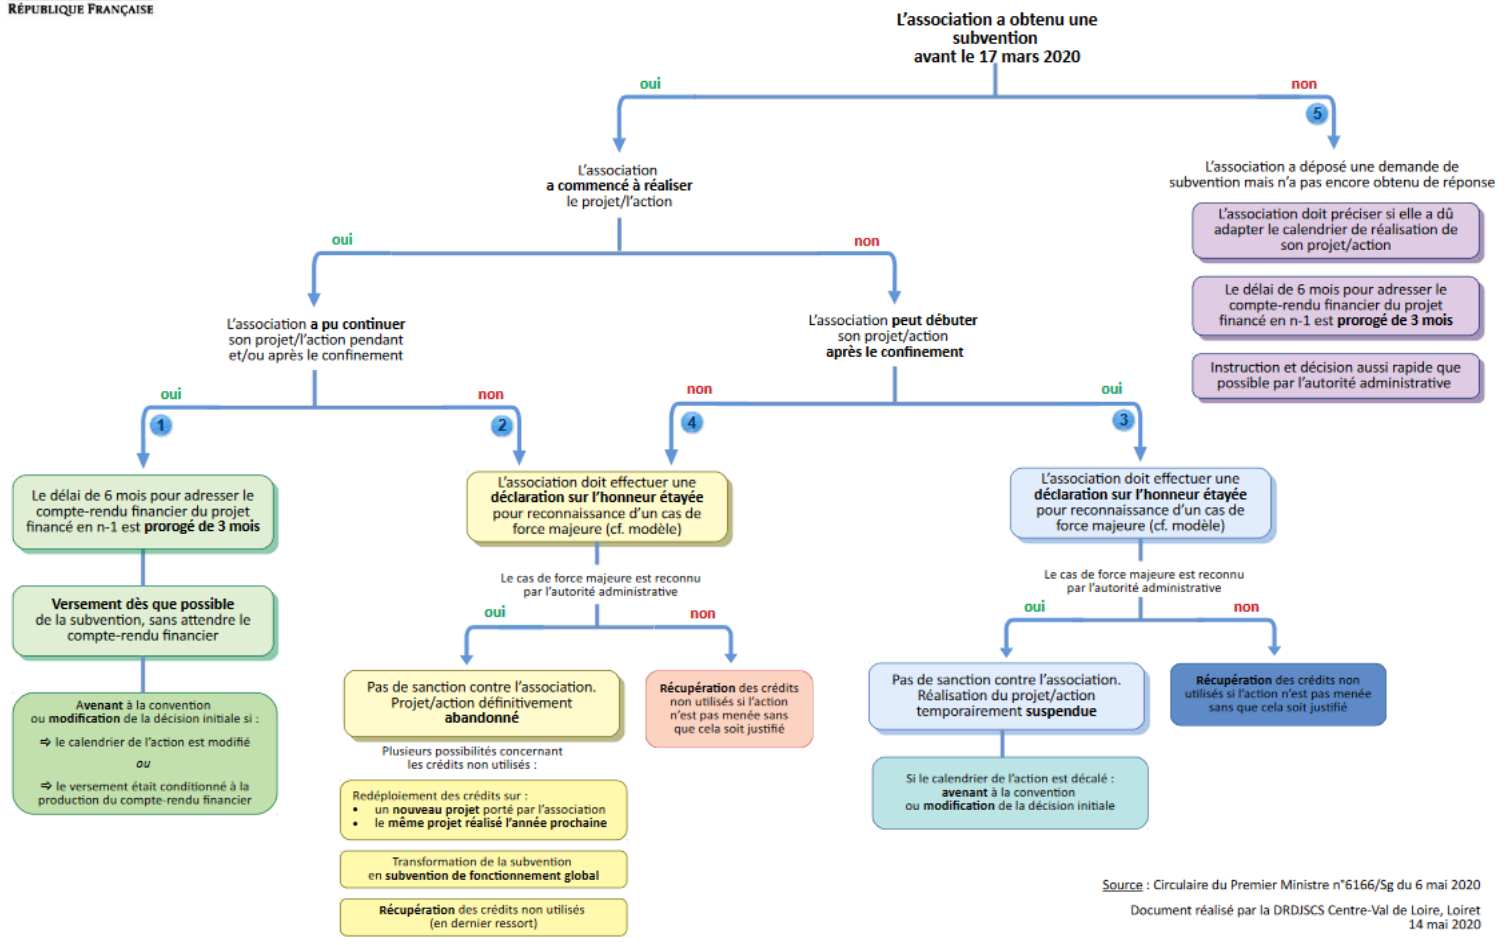 RÉPUBLIQUE FRANÇAISE
L'association a obtenu une
subvention
avant le 17 mars 2020
oui
non
5
L'association
a commencé à réaliser
le projet/l'action
L'association a déposé une demande de
subvention mais n'a pas encore obtenu de réponse
L'association doit préciser si elle a dû
adapter le calendrier de réalisation de
son projet/action
Le délai de 6 mois pour adresser le
compte-rendu financier du projet
financé en n-1 est prorogé de 3 mois
Instruction et décision aussi rapide que
possible par l'autorité administrative
oui
non
L'association a pu continuer
son projet/l'action pendant
et/ou après le confinement
L'association peut débuter
son projet/action
après le confinement
oui
non
non
oui
1
2
4
3
Le délai de 6 mois pour adresser le
compte-rendu financier du projet
financé en n-1 est prorogé de 3 mois
Versement dès que possible
de la subvention, sans attendre le
compte-rendu financier
Avenant à la convention
ou modification de la décision initiale si :
⇨ le calendrier de l'action est modifié
ou
⇨ le versement était conditionné à la
production du compte-rendu financier
L'association doit effectuer une
déclaration sur l'honneur étayée
pour reconnaissance d'un cas de
force majeure (cf. modèle)
Le cas de force majeure est reconnu
par l'autorité administrative
oui
non
Pas de sanction contre l'association.
Projet/action définitivement
abandonné
Récupération des crédits
non utilisés si l'action
n'est pas menée sans
que cela soit justifié
Plusieurs possibilités concernant
les crédits non utilisés :
Redéploiement des crédits sur :
• un nouveau projet porté par l'association
• le même projet réalisé l'année prochaine
Transformation de la subvention
en subvention de fonctionnement global
Récupération des crédits non utilisés
(en dernier ressort)
L'association doit effectuer une
déclaration sur l'honneur étayée
pour reconnaissance d'un cas de
force majeure (cf. modèle)
Le cas de force majeure est reconnu
par l'autorité administrative
oui
non
Pas de sanction contre l'association.
Réalisation du projet/action
temporairement suspendue
Récupération des crédits non
utilisés si l'action n'est pas menée
sans que cela soit justifié
Si le calendrier de l'action est décalé :
avenant à la convention
ou modification de la décision initiale
Source : Circulaire du Premier Ministre n°6166/Sg du 6 mai 2020
Document réalisé par la DRDJSCS Centre-Val de Loire, Loiret
14 mai 2020